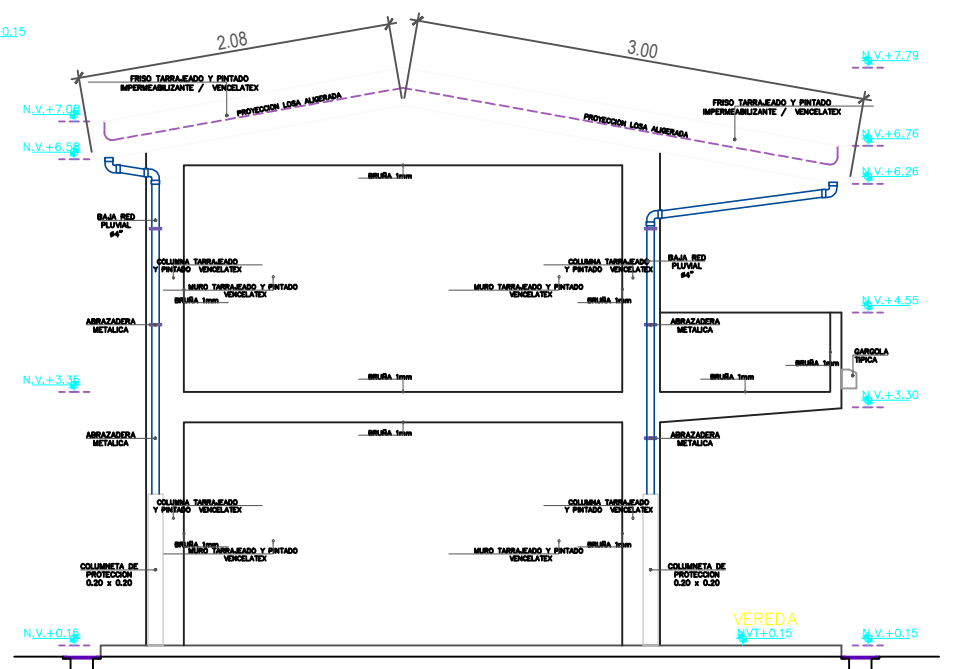 0.15
2.08
3.00
N.V.+7.79
FRISO TARRAJEADO Y PINTADO
IMPERMEABILIZANTE / VENCELATEX
PROYECCION LOSA ALIGERADA
FRISO TARRAJEADO Y PINTADO
IMPERMEABILIZANTE / VENCELATEX
PROYECCION LOSA ALIGERADA
N.V.+7.08
N.V.+6.76
N.V.+6.58
N.V.+6.26
BRUÑA 1mm
BAJA RED
PLUVIAL
ø4"
COLUMNA TARRAJEADO
Y PINTADO VENCELATEX
COLUMNA TARRAJEADO
Y PINTADO VENCELATEX
BAJA RED
PLUVIAL
ø4"
MURO TARRAJEADO Y PINTADO
VENCELATEX
MURO TARRAJEADO Y PINTADO
VENCELATEX
BRUÑA 1mm
BRUÑA 1mm
N.V.+4.55
ABRAZADERA
METALICA
ABRAZADERA
METALICA
GARGOLA
TIPICA
BRUÑA 1mm
N.V.+3.35
BRUÑA 1mm
BRUÑA 1mm
N.V.+3.30
ABRAZADERA
METALICA
BRUÑA 1mm
ABRAZADERA
METALICA
COLUMNA TARRAJEADO
Y PINTADO VENCELATEX
COLUMNA TARRAJEADO
Y PINTADO VENCELATEX
BRUÑA 1mm
BRUÑA 1mm
MURO TARRAJEADO Y PINTADO
VENCELATEX
MURO TARRAJEADO Y PINTADO
VENCELATEX
COLUMNETA DE
PROTECCION
0.20 x 0.20
COLUMNETA DE
PROTECCION
0.20 x 0.20
VEREDA
N.V.+0.15
NVT+0.15
N.V.+0.15